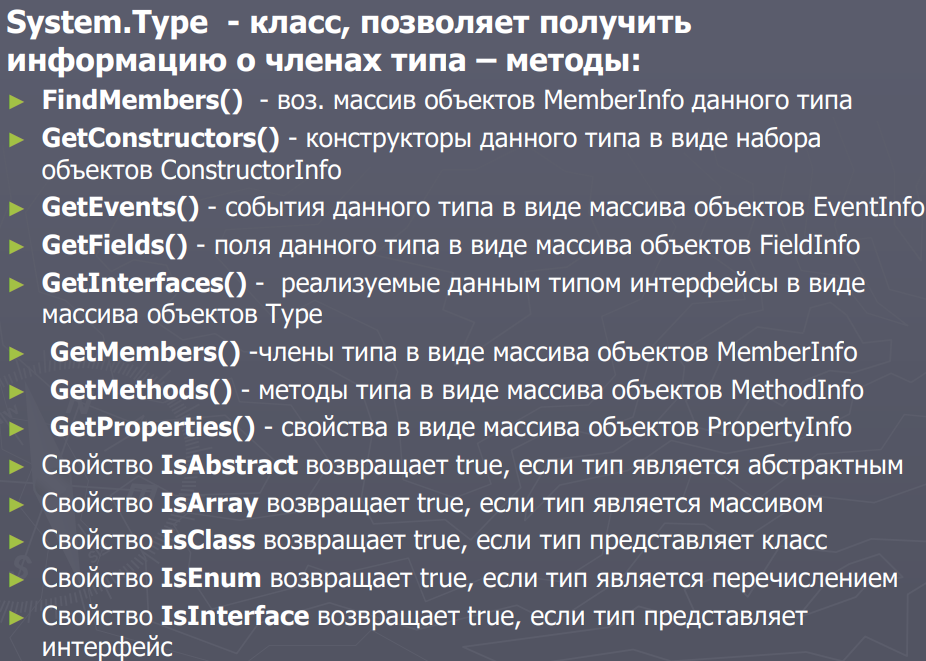 System.Type - класс, позволяет получить
информацию о членах типа – методы:
► FindMembers() - воз. массив объектов MemberInfo данного типа
► GetConstructors() - конструкторы данного типа в виде набора
объектов ConstructorInfo
► GetEvents() - события данного типа в виде массива объектов EventInfo
► GetFields() - поля данного типа в виде массива объектов FieldInfo
► GetInterfaces() - реализуемые данным типом интерфейсы в виде
массива объектов Type
► GetMembers() -члены типа в виде массива объектов MemberInfo
► GetMethods() - методы типа в виде массива объектов MethodInfo
► GetProperties() - свойства в виде массива объектов PropertyInfo
► Свойство IsAbstract возвращает true, если тип является абстрактным
► Свойство IsArray возвращает true, если тип является массивом
► Свойство IsClass возвращает true, если тип представляет класс
► Свойство IsEnum возвращает true, если тип является перечислением
► Свойство IsInterface возвращает true, если тип представляет
интерфейс